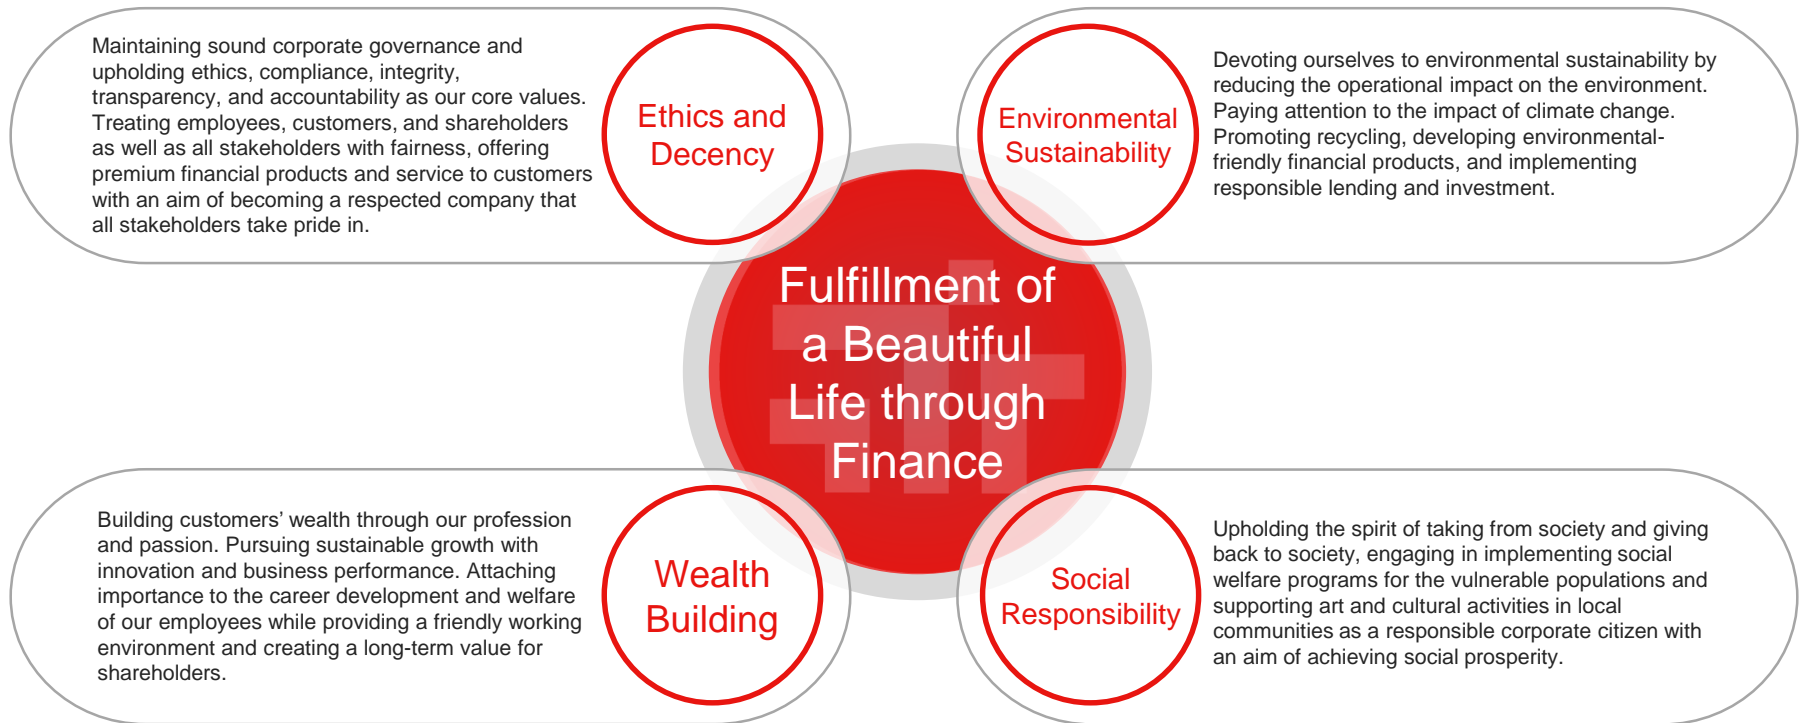 Maintaining sound corporate governance and
upholding ethics, compliance, integrity,
transparency, and accountability as our core values.
Treating employees, customers, and shareholders
as well as all stakeholders with fairness, offering
premium financial products and service to customers
with an aim of becoming a respected company that
all stakeholders take pride in.
Ethics and
Decency
Environmental
Sustainability
Devoting ourselves to environmental sustainability by
reducing the operational impact on the environment.
Paying attention to the impact of climate change.
Promoting recycling, developing environmental-
friendly financial products, and implementing
responsible lending and investment.
Fulfillment of
a Beautiful
Life through
Finance
Building customers’ wealth through our profession
and passion. Pursuing sustainable growth with
innovation and business performance. Attaching
importance to the career development and welfare
of our employees while providing a friendly working
environment and creating a long-term value for
shareholders.
Wealth
Building
Social
Responsibility
Upholding the spirit of taking from society and giving
back to society, engaging in implementing social
welfare programs for the vulnerable populations and
supporting art and cultural activities in local
communities as a responsible corporate citizen with
an aim of achieving social prosperity.